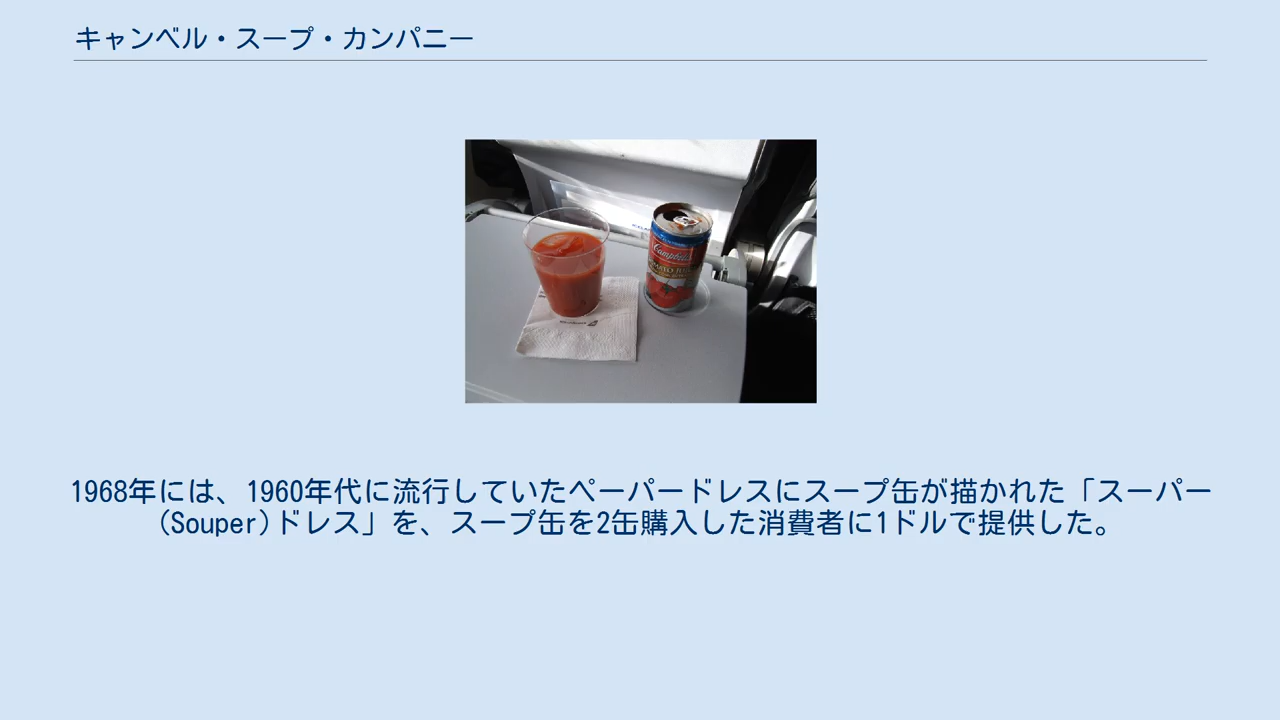 キャンベル・スープ・カンパニー
Campbell's
TOMATO
1968年には、1960年代に流行していたペーパードレスにスープ缶が描かれた「スーパー
(Souper)ドレス」を、スープ缶を2缶購入した消費者に1ドルで提供した。